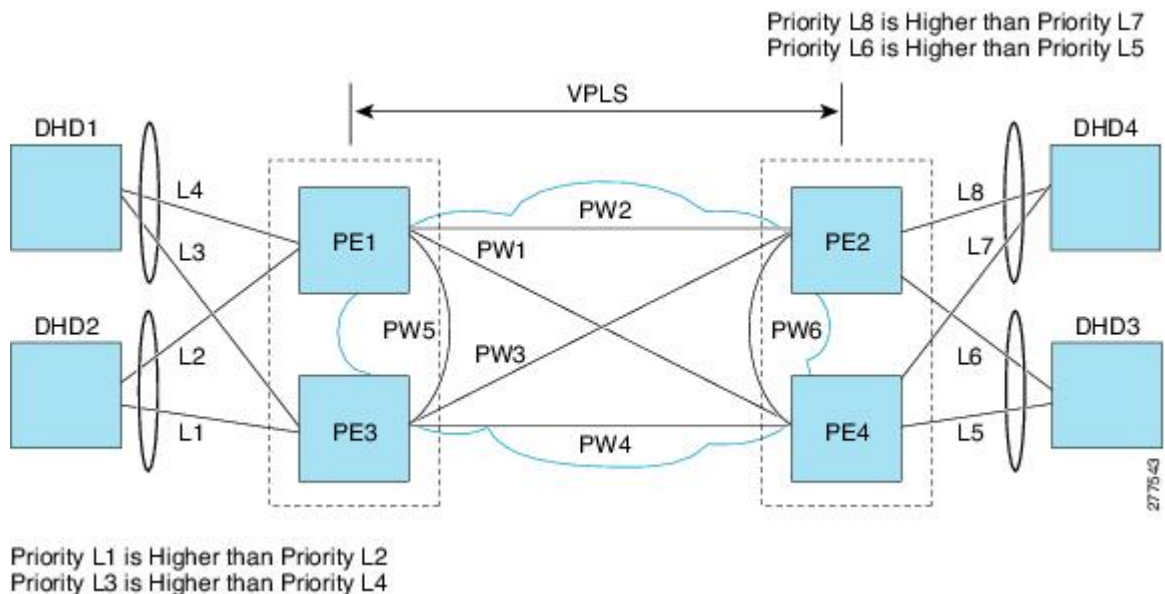 Priority L8 is Higher than Priority L7
Priority L6 is Higher than Priority L5
VPLS
DHD1
DHD4
L4
L8
PW2
PE1
PE2
L3
PW1
L7
DHD2
PW5
PW6
DHD3
L2
PW3
L6
L1
PE3
PW4
PE4
L5
277543
Priority L1 is Higher than Priority L2
Priority L3 is Higher than Priority L4